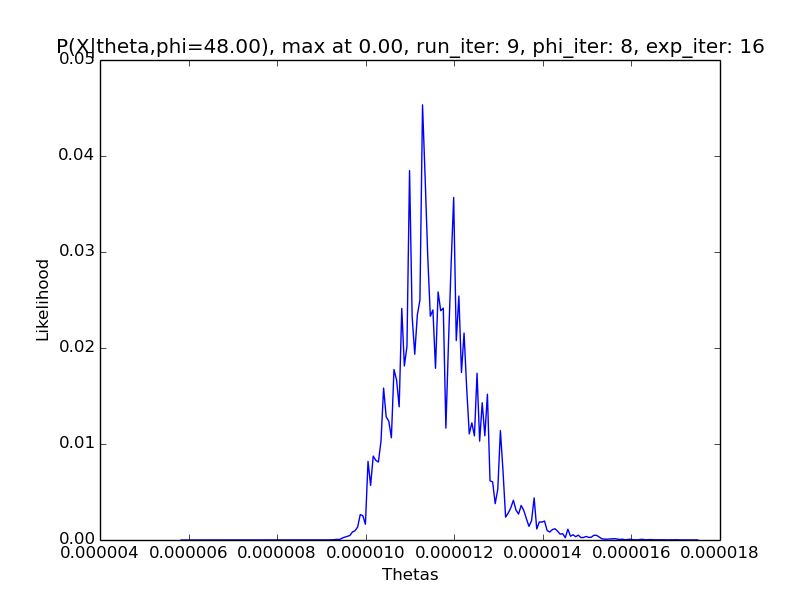 P(X|theta,phi=48.00), max at 0.00, run_iter: 9, phi_iter: 8, exp_iter: 16
0.05
0.04
0.03
0.02
0.01
0.00
Likelihood
0.000004 0.000006 0.000008 0.000010 0.000012 0.000014 0.000016 0.000018
Thetas